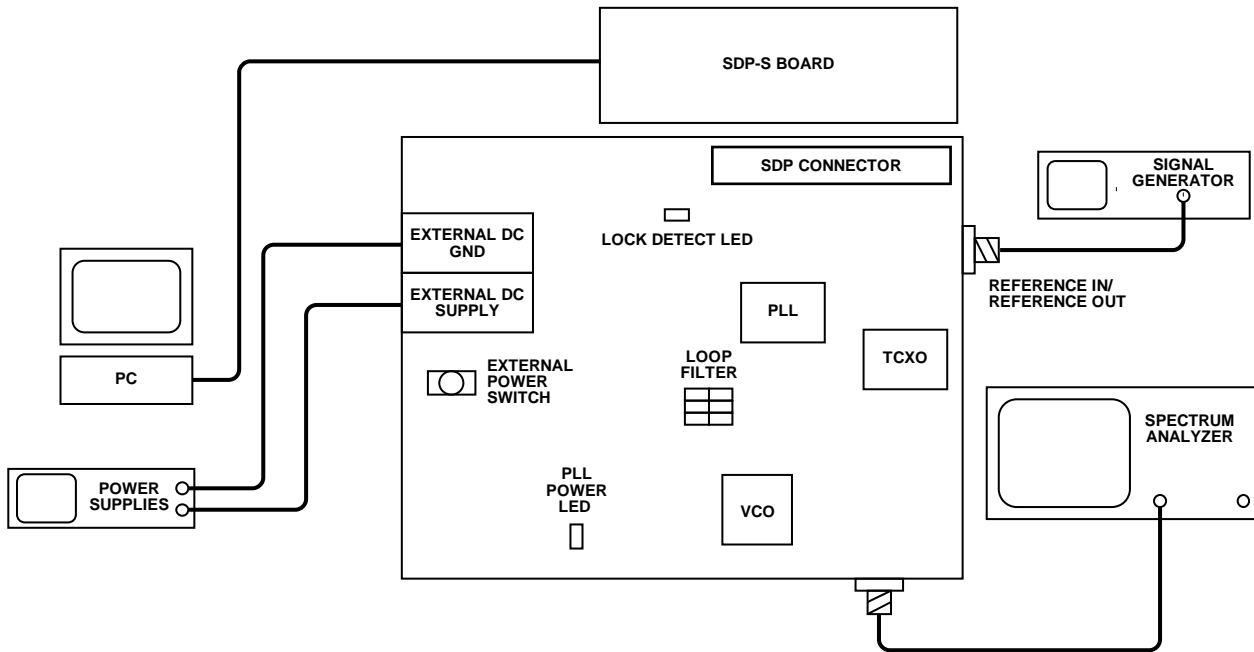 SDP-S BOARD
SDP CONNECTOR
SIGNAL
GENERATOR
LOCK DETECT LED
EXTERNAL DC
GND
EXTERNAL DC
SUPPLY
REFERENCE IN/
REFERENCE OUT
PLL
TCXO
LOOP
FILTER
EXTERNAL
POWER
SWITCH
PC
SPECTRUM
ANALYZER
POWER
SUPPLIES
PLL
POWER
LED
VCO